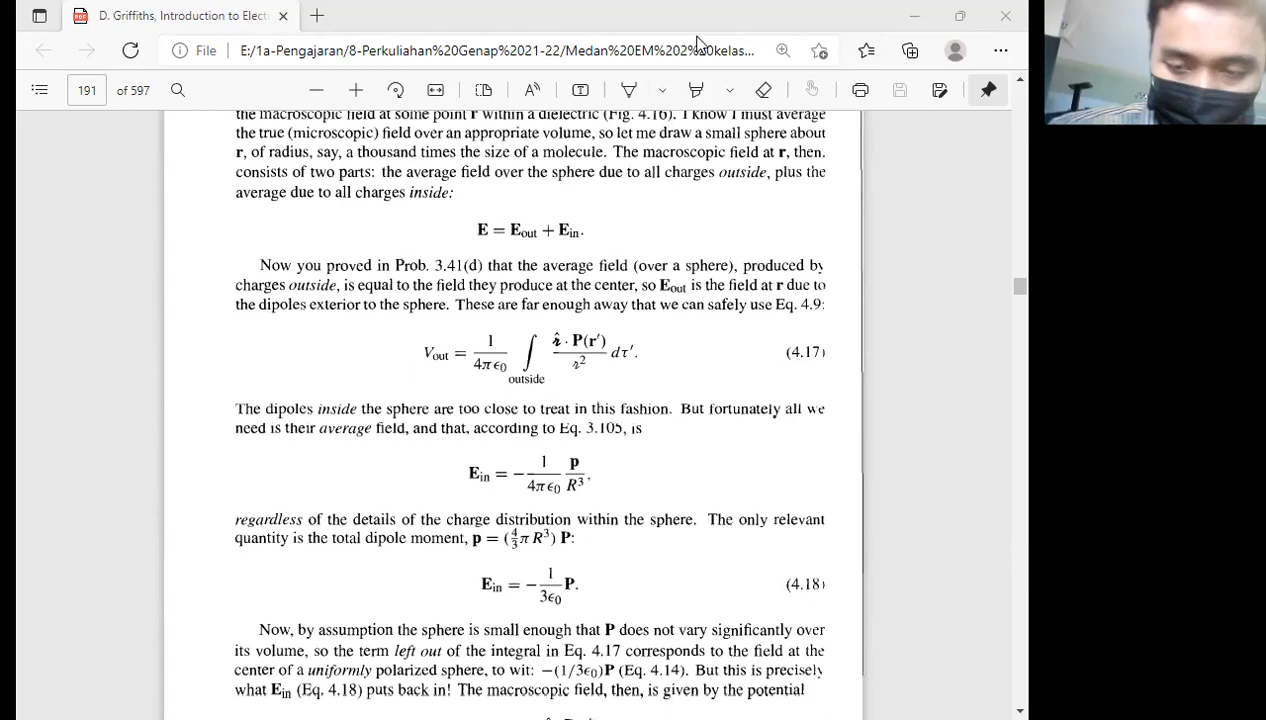 D. Griffiths, Introduction to Electr
File E:/1a-Pengajaran/8-Perkuliahan%20Genap%2021-22/Medan%20EM%202%20kelas...
191 of 597
the macroscopic field at some point r within a dielectric (Fig. 4.16). I know I must average
the true (microscopic) field over an appropriate volume, so let me draw a small sphere about
r, of radius, say, a thousand times the size of a molecule. The macroscopic field at r, then,
consists of two parts: the average field over the sphere due to all charges outside, plus the
average due to all charges inside:
E = E_out + E_in.
Now you proved in Prob. 3.41(d) that the average field (over a sphere), produced by
charges outside, is equal to the field they produce at the center, so E_out is the field at r due to
the dipoles exterior to the sphere. These are far enough away that we can safely use Eq. 4.9:
V_out = 1/4πϵ₀ ∫_outside 𝓇̂ · P(r′)/𝓇² dτ′. (4.17)
The dipoles inside the sphere are too close to treat in this fashion. But fortunately all we
need is their average field, and that, according to Eq. 3.105, is
E_in = − 1/4πϵ₀ p/R³,
regardless of the details of the charge distribution within the sphere. The only relevant
quantity is the total dipole moment, p = (4/3 π R³) P:
E_in = − 1/3ϵ₀ P. (4.18)
Now, by assumption the sphere is small enough that P does not vary significantly over
its volume, so the term left out of the integral in Eq. 4.17 corresponds to the field at the
center of a uniformly polarized sphere, to wit: −(1/3ϵ₀)P (Eq. 4.14). But this is precisely
what E_in (Eq. 4.18) puts back in! The macroscopic field, then, is given by the potential